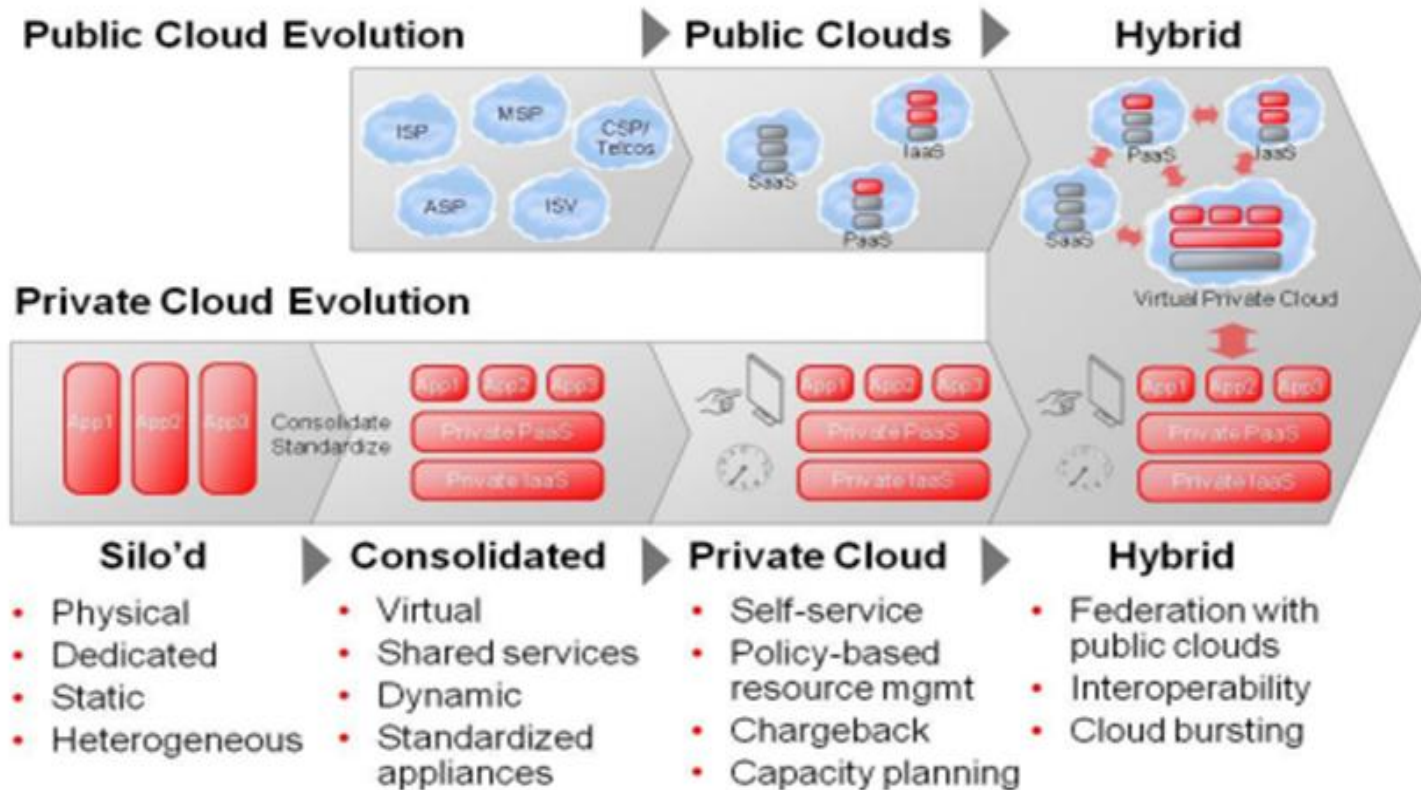 Public Cloud Evolution
Public Clouds
Hybrid
ISP
MSP
CSP/
Telcos
ASP
ISV
SaaS
IaaS
PaaS
PaaS
IaaS
SaaS
Virtual Private Cloud
Private Cloud Evolution
App1
App2
App3
Consolidate
Standardize
App1
App2
App3
Private PaaS
Private IaaS
App1
App2
App3
Private PaaS
Private IaaS
App1
App2
App3
Private PaaS
Private IaaS
Silo'd
• Physical
• Dedicated
• Static
• Heterogeneous
Consolidated
• Virtual
• Shared services
• Dynamic
• Standardized
appliances
Private Cloud
• Self-service
• Policy-based
resource mgmt
• Chargeback
• Capacity planning
Hybrid
• Federation with
public clouds
• Interoperability
• Cloud bursting